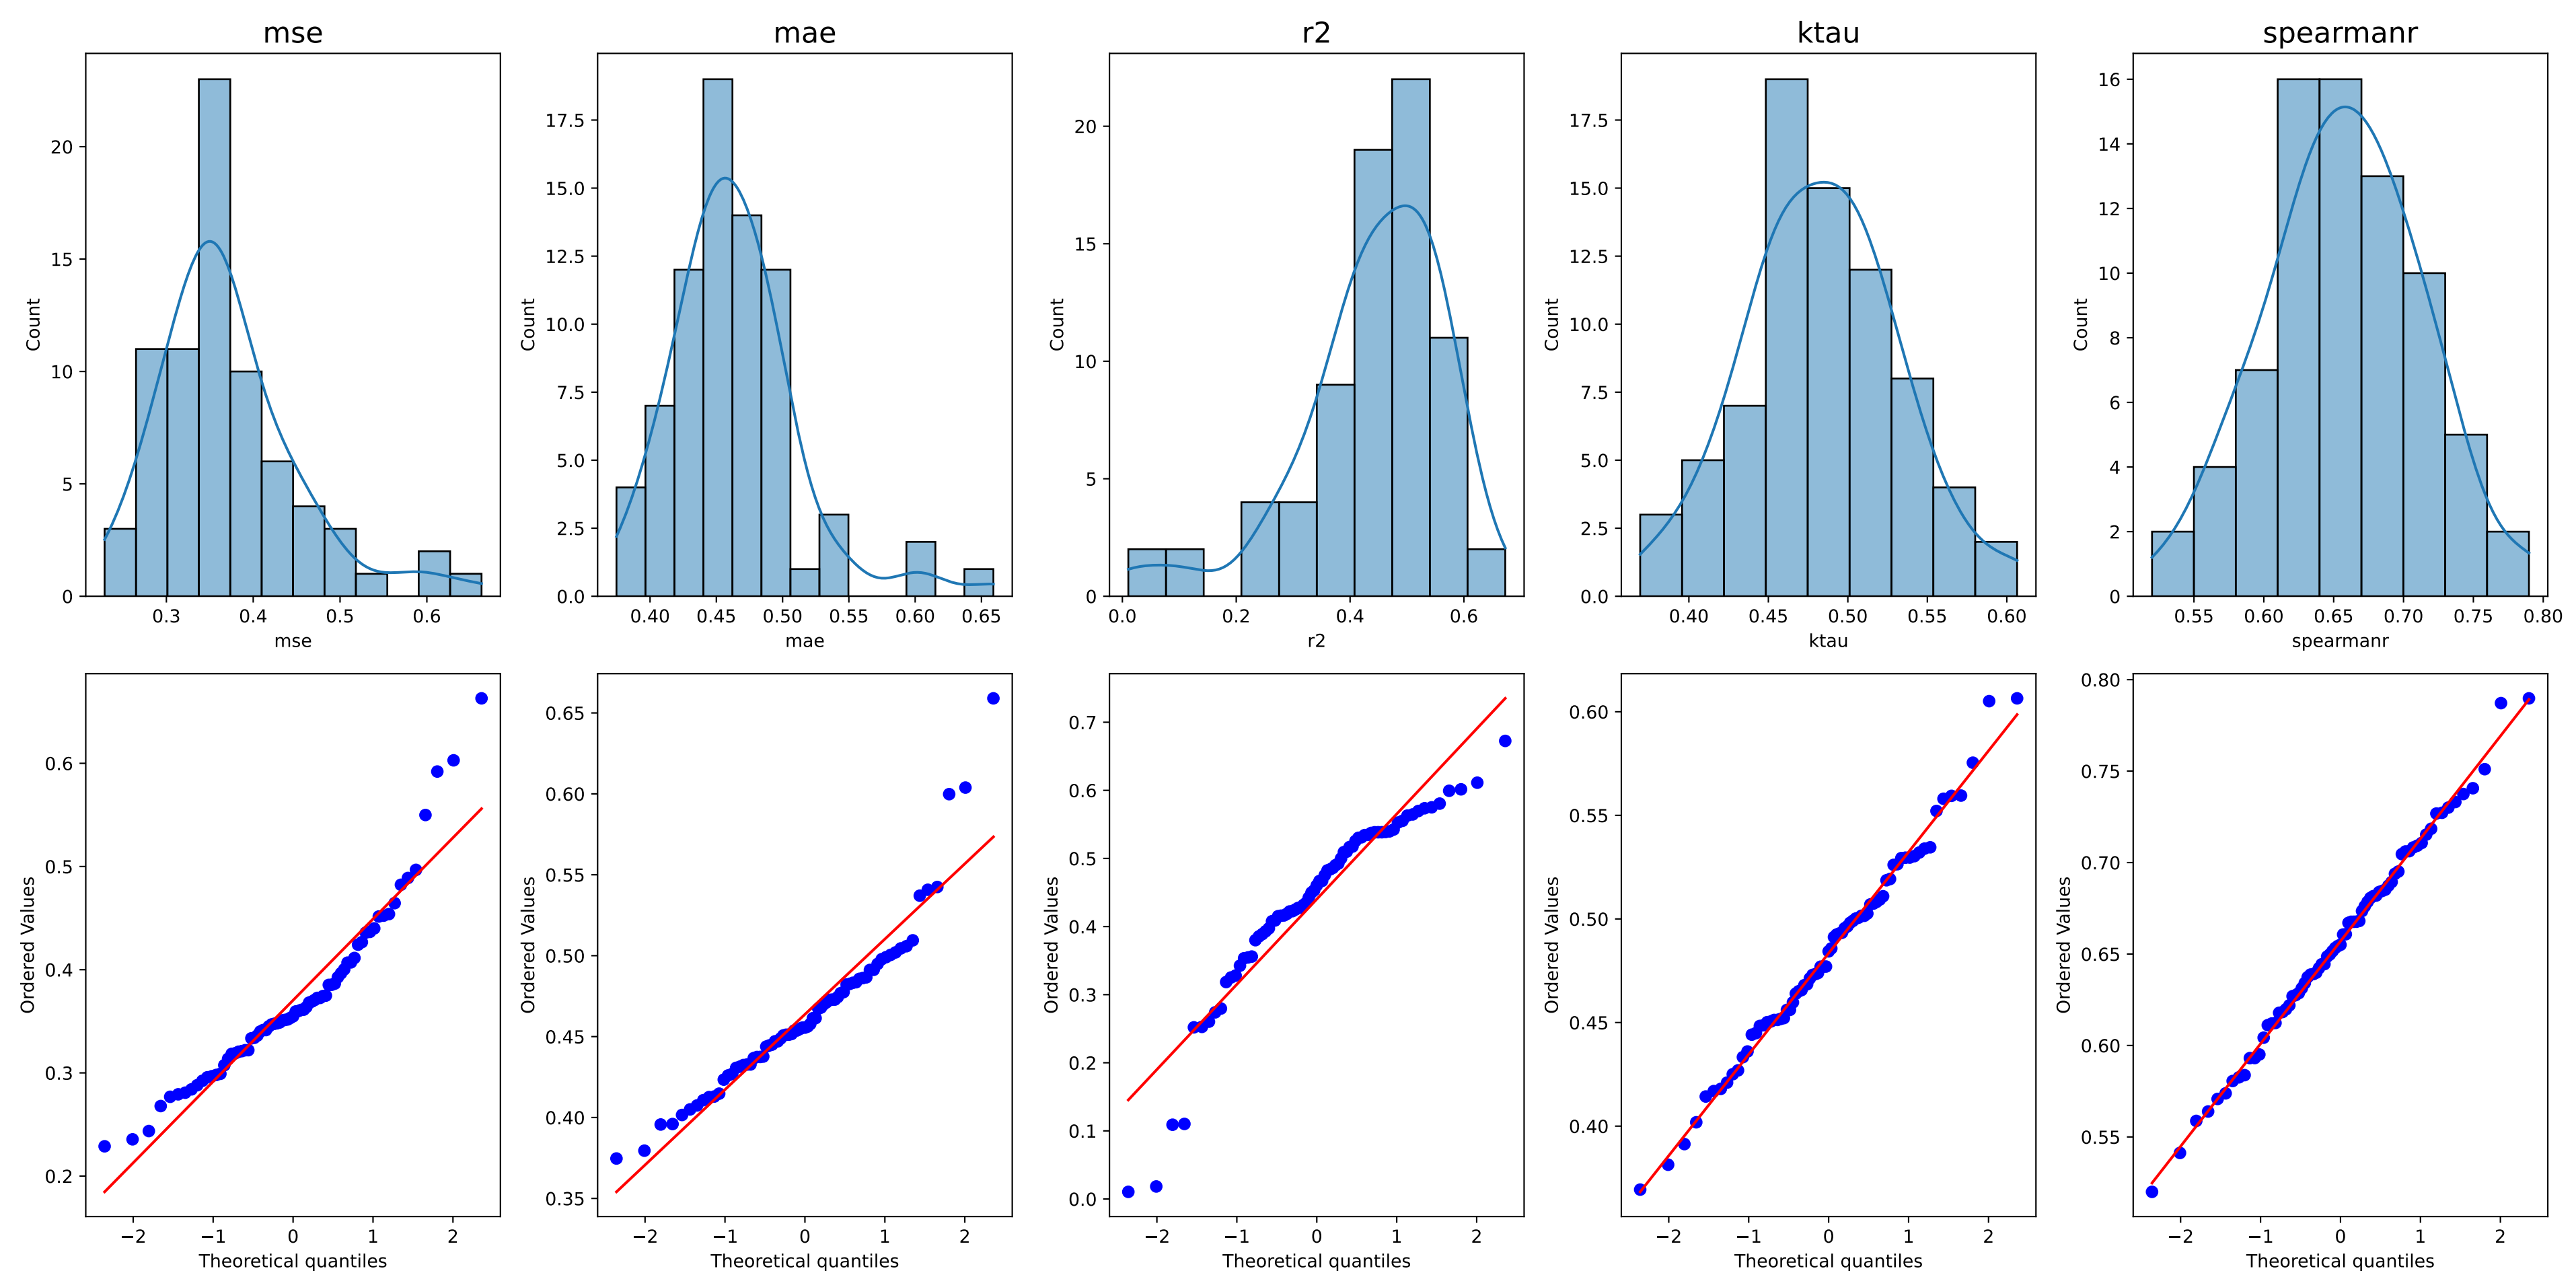 mse
mae
r2
ktau
spearmanr
Count
20
15
10
5
0
0.3 0.4 0.5 0.6
mse
Count
17.5
15.0
12.5
10.0
7.5
5.0
2.5
0.0
0.40 0.45 0.50 0.55 0.60 0.65
mae
Count
20
15
10
5
0
0.0 0.2 0.4 0.6
r2
Count
17.5
15.0
12.5
10.0
7.5
5.0
2.5
0.0
0.40 0.45 0.50 0.55 0.60
ktau
Count
16
14
12
10
8
6
4
2
0
0.55 0.60 0.65 0.70 0.75 0.80
spearmanr
Ordered Values
0.6
0.5
0.4
0.3
0.2
−2 −1 0 1 2
Theoretical quantiles
Ordered Values
0.65
0.60
0.55
0.50
0.45
0.40
0.35
−2 −1 0 1 2
Theoretical quantiles
Ordered Values
0.7
0.6
0.5
0.4
0.3
0.2
0.1
0.0
−2 −1 0 1 2
Theoretical quantiles
Ordered Values
0.60
0.55
0.50
0.45
0.40
−2 −1 0 1 2
Theoretical quantiles
Ordered Values
0.80
0.75
0.70
0.65
0.60
0.55
−2 −1 0 1 2
Theoretical quantiles